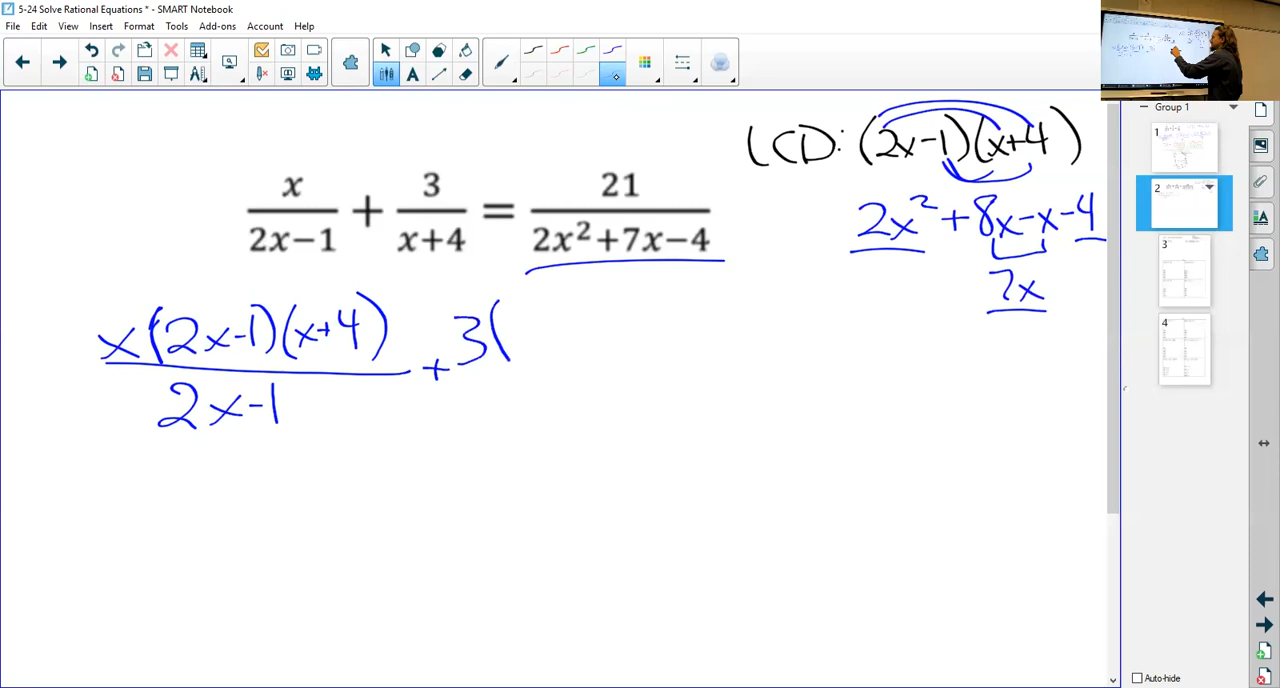 5-24 Solve Rational Equations * - SMART Notebook
File Edit View Insert Format Tools Add-ons Account Help
Group 1
LCD: (2x-1)(x+4)
x/(2x−1) + 3/(x+4) = 21/(2x²+7x−4)
2x² + 8x - x - 4
7x
x(2x-1)(x+4) + 3(
2x-1
1
2
3
4
Auto-hide